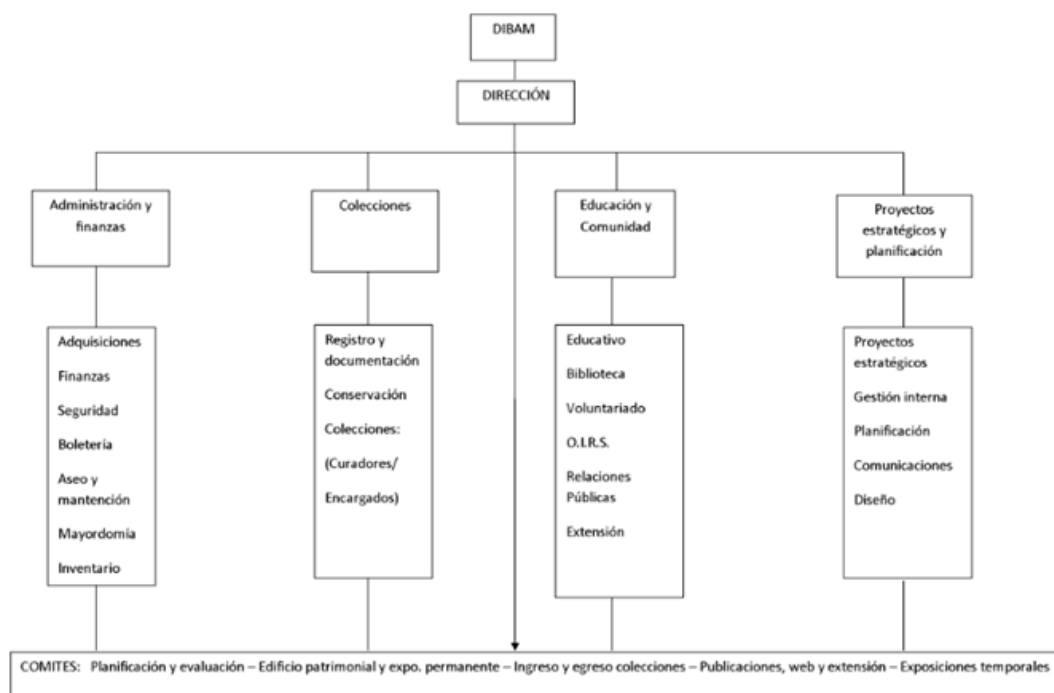 DIBAM
DIRECCIÓN
Administración y
finanzas
Colecciones
Educación y
Comunidad
Proyectos
estratégicos y
planificación
Adquisiciones
Finanzas
Seguridad
Boletería
Aseo y
mantención
Mayordomía
Inventario
Registro y
documentación
Conservación
Colecciones:
(Curadores/
Encargados)
Educativo
Biblioteca
Voluntariado
O.I.R.S.
Relaciones
Públicas
Extensión
Proyectos
estratégicos
Gestión interna
Planificación
Comunicaciones
Diseño
COMITES: Planificación y evaluación – Edificio patrimonial y expo. permanente – Ingreso y egreso colecciones – Publicaciones, web y extensión – Exposiciones temporales